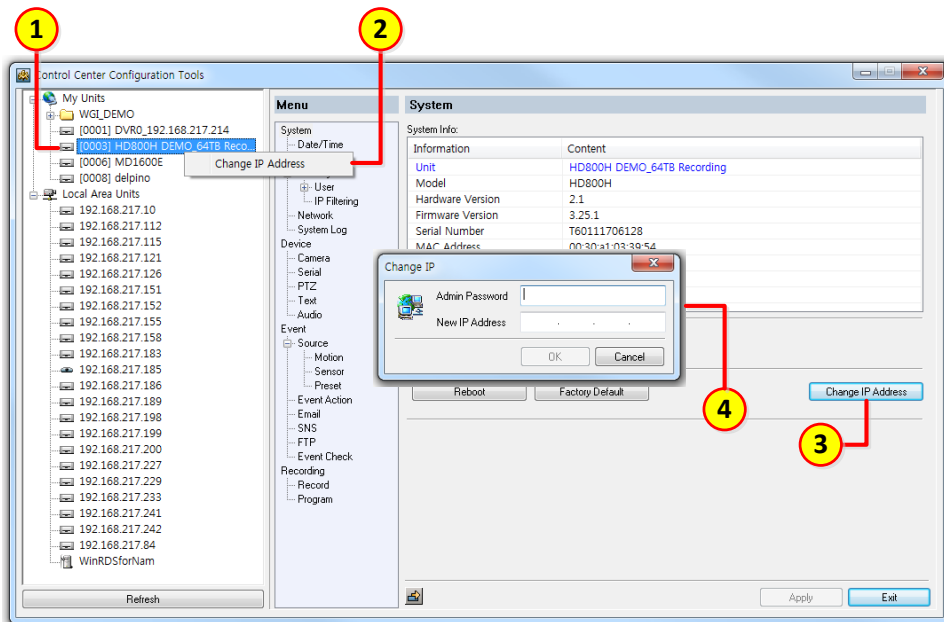 1
2
Control Center Configuration Tools
My Units
WGI_DEMO
[0001] DVR0_192.168.217.214
[0003] HD800H DEMO_64TB Reco...
[0006] MD1600E
[0008] delpino
Local Area Units
192.168.217.10
192.168.217.112
192.168.217.115
192.168.217.121
192.168.217.126
192.168.217.151
192.168.217.152
192.168.217.155
192.168.217.158
192.168.217.183
192.168.217.185
192.168.217.186
192.168.217.189
192.168.217.198
192.168.217.199
192.168.217.200
192.168.217.227
192.168.217.229
192.168.217.233
192.168.217.241
192.168.217.242
192.168.217.84
WinRDSforNam
Refresh
Change IP Address
Menu
System
Date/Time
User
IP Filtering
Network
System Log
Device
Camera
Serial
PTZ
Text
Audio
Event
Source
Motion
Sensor
Preset
Event Action
Email
SNS
FTP
Event Check
Recording
Record
Program
System
System Info:
Information Content
Unit HD800H DEMO_64TB Recording
Model HD800H
Hardware Version 2.1
Firmware Version 3.25.1
Serial Number T60111706128
MAC Address 00:30:a1:03:39:54
Change IP
Admin Password
New IP Address . . .
OK Cancel
4
Reboot Factory Default Change IP Address
3
Apply Exit